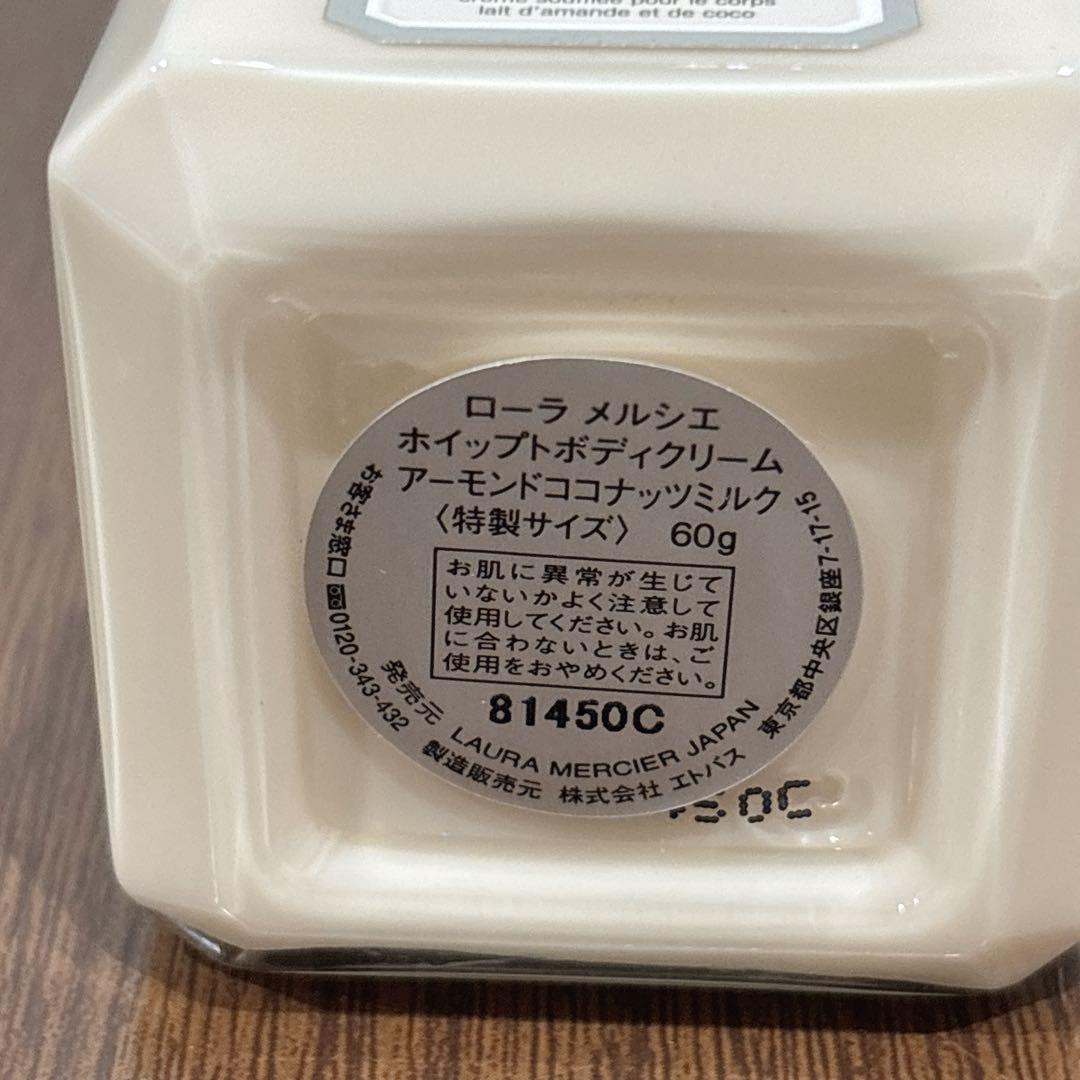 crème soufflée pour le corps
lait d'amande et de coco
ローラ メルシエ
ホイップトボディクリーム
アーモンドココナッツミルク
〈特製サイズ〉 60g
お肌に異常が生じて
いないかよく注意して
使用してください。お肌
に合わないときは、ご
使用をおやめください。
81450C
お客さま窓口 0120-343-432
発売元 LAURA MERCIER JAPAN
製造販売元 株式会社 エトバス 東京都中央区銀座7-17-15
50C